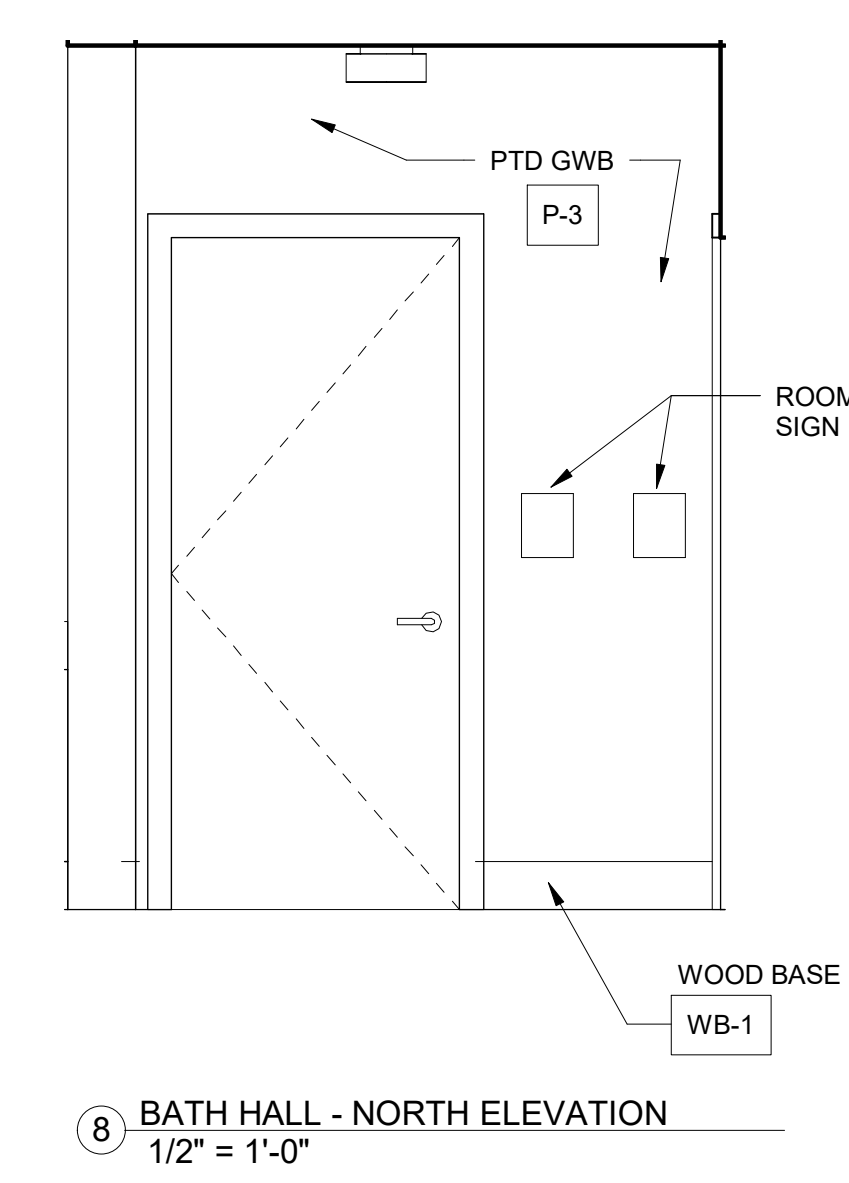 PTD GWB
P-3
ROOM
SIGN
WOOD BASE
WB-1
8
BATH HALL - NORTH ELEVATION
1/2" = 1'-0"